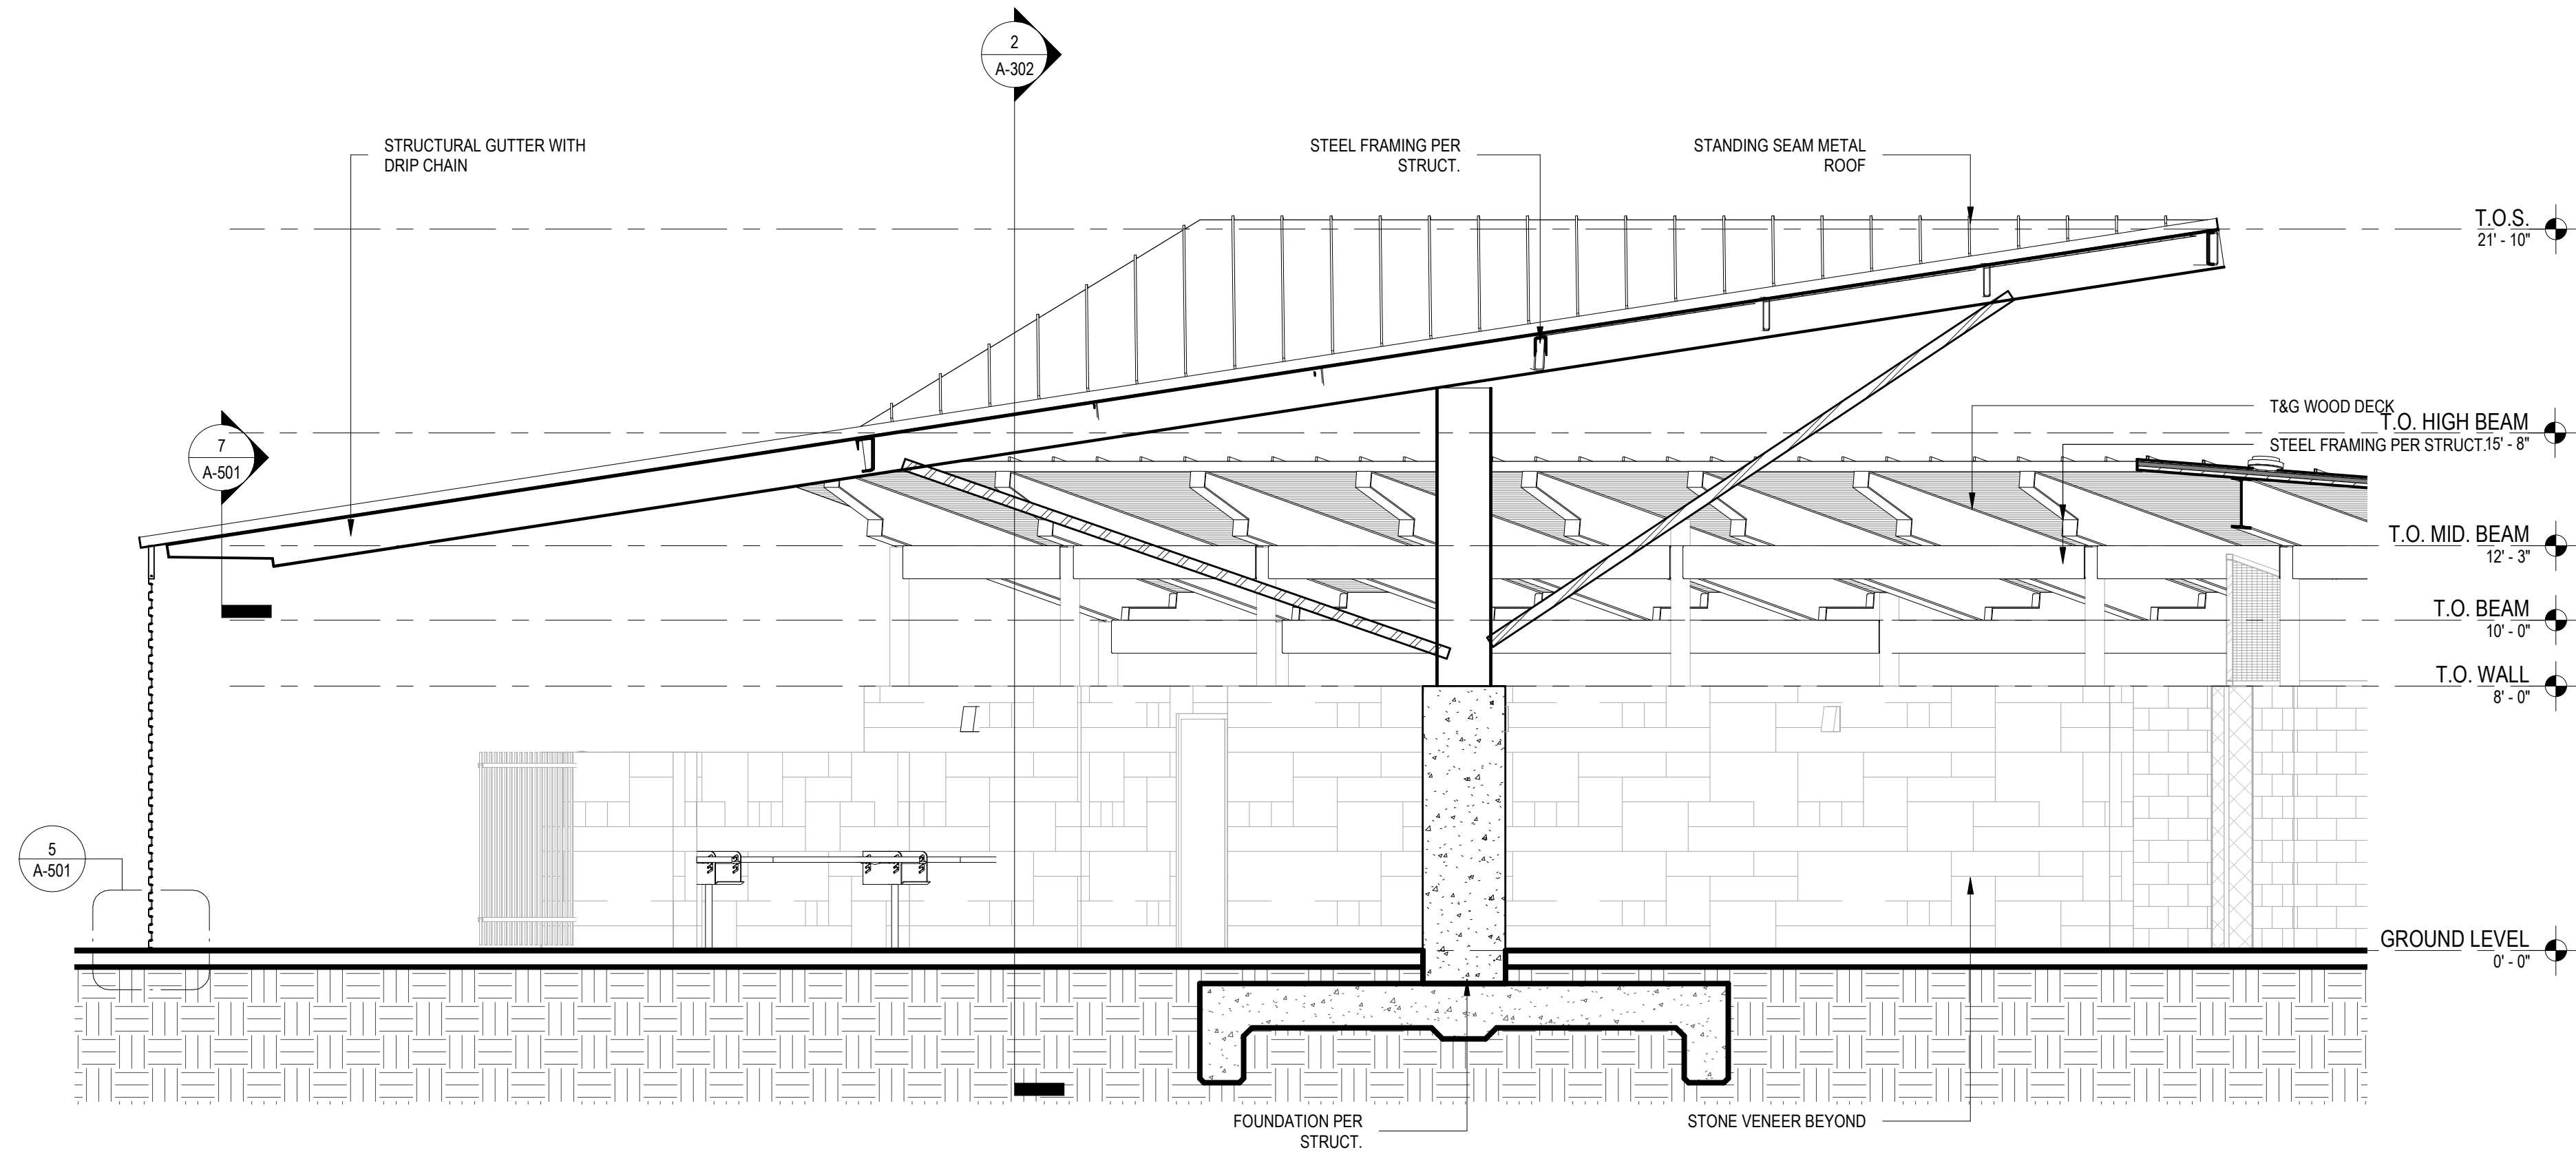 2
A-302
STRUCTURAL GUTTER WITH
DRIP CHAIN
STEEL FRAMING PER
STRUCT.
STANDING SEAM METAL
ROOF
T.O.S.
21' - 10"
T&G WOOD DECK
T.O. HIGH BEAM
15' - 8"
STEEL FRAMING PER STRUCT.
7
A-501
T.O. MID. BEAM
12' - 3"
T.O. BEAM
10' - 0"
T.O. WALL
8' - 0"
5
A-501
GROUND LEVEL
0' - 0"
FOUNDATION PER
STRUCT.
STONE VENEER BEYOND